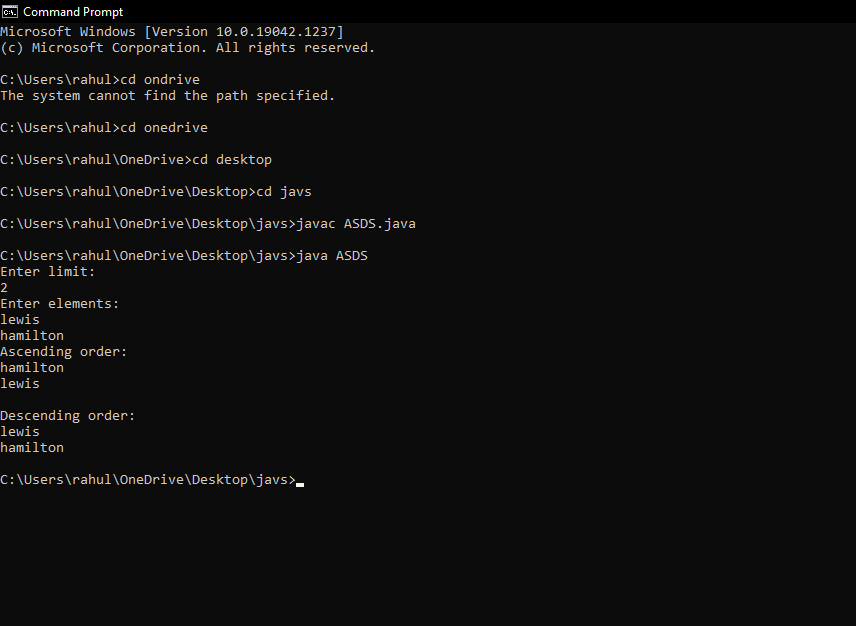 Command Prompt
Microsoft Windows [Version 10.0.19042.1237]
(c) Microsoft Corporation. All rights reserved.
C:\Users\rahul>cd ondrive
The system cannot find the path specified.
C:\Users\rahul>cd onedrive
C:\Users\rahul\OneDrive>cd desktop
C:\Users\rahul\OneDrive\Desktop>cd javs
C:\Users\rahul\OneDrive\Desktop\javs>javac ASDS.java
C:\Users\rahul\OneDrive\Desktop\javs>java ASDS
Enter limit:
2
Enter elements:
lewis
hamilton
Ascending order:
hamilton
lewis
Descending order:
lewis
hamilton
C:\Users\rahul\OneDrive\Desktop\javs>